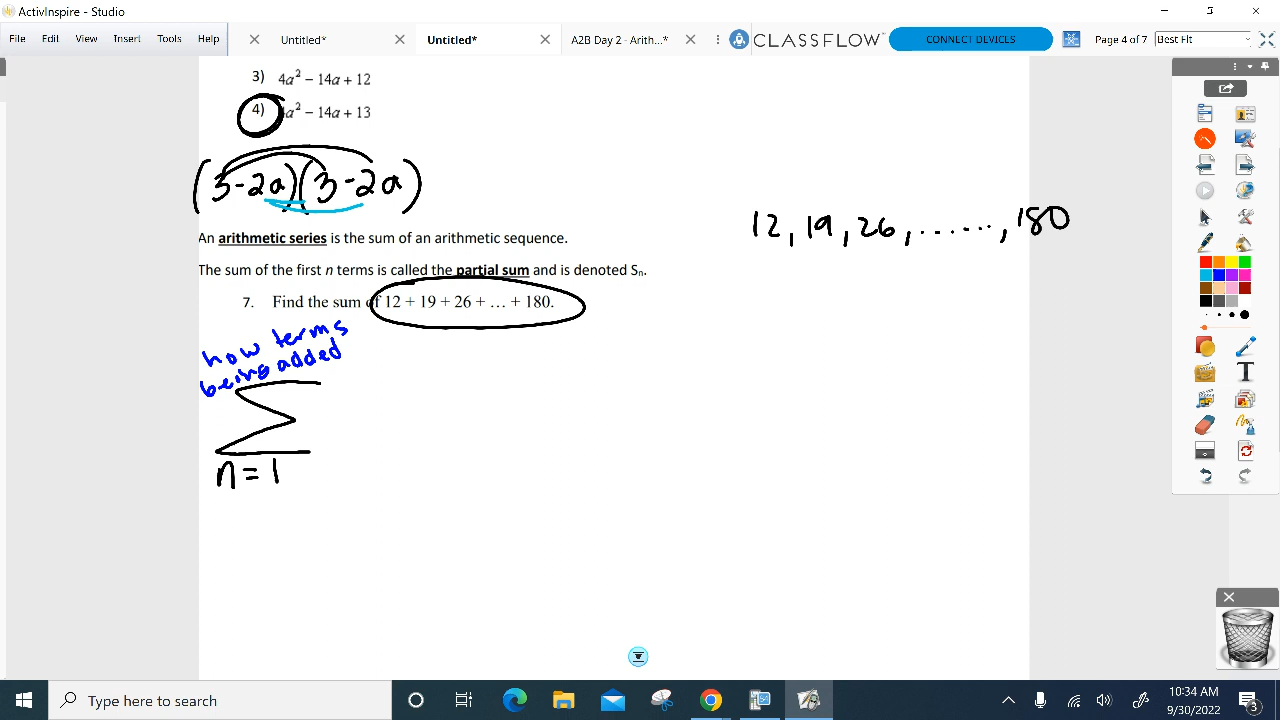 ActivInspire - Studio
File Edit View Insert Tools Help
Untitled*
Untitled*
A2B Day 2 - Arith...*
CLASSFLOW
CONNECT DEVICES
Page 4 of 7
Best Fit
3) 4a² − 14a + 12
4) a² − 14a + 13
(3-2a)(3-2a)
12, 19, 26, ......, 180
An arithmetic series is the sum of an arithmetic sequence.
The sum of the first n terms is called the partial sum and is denoted Sₙ.
7. Find the sum of 12 + 19 + 26 + … + 180.
how terms
being added
Σ
n = 1
Type here to search
10:34 AM
9/30/2022
3